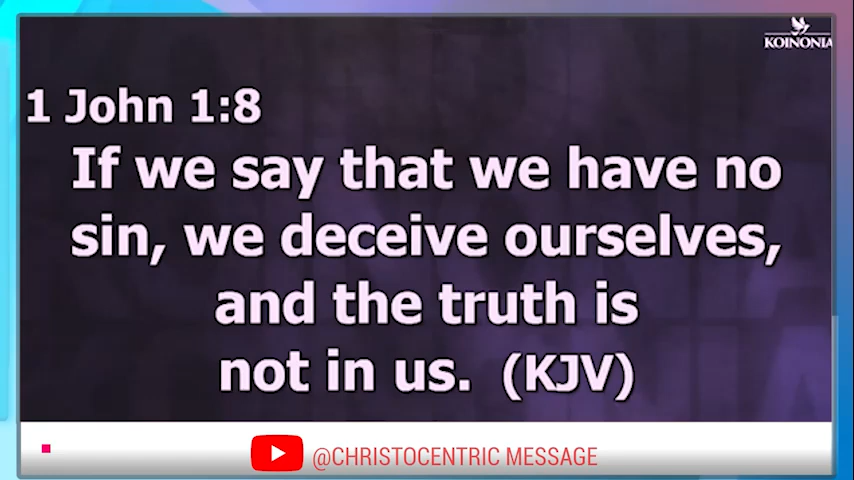 KOINONIA
1 John 1:8
If we say that we have no
sin, we deceive ourselves,
and the truth is
not in us. (KJV)
@CHRISTOCENTRIC MESSAGE